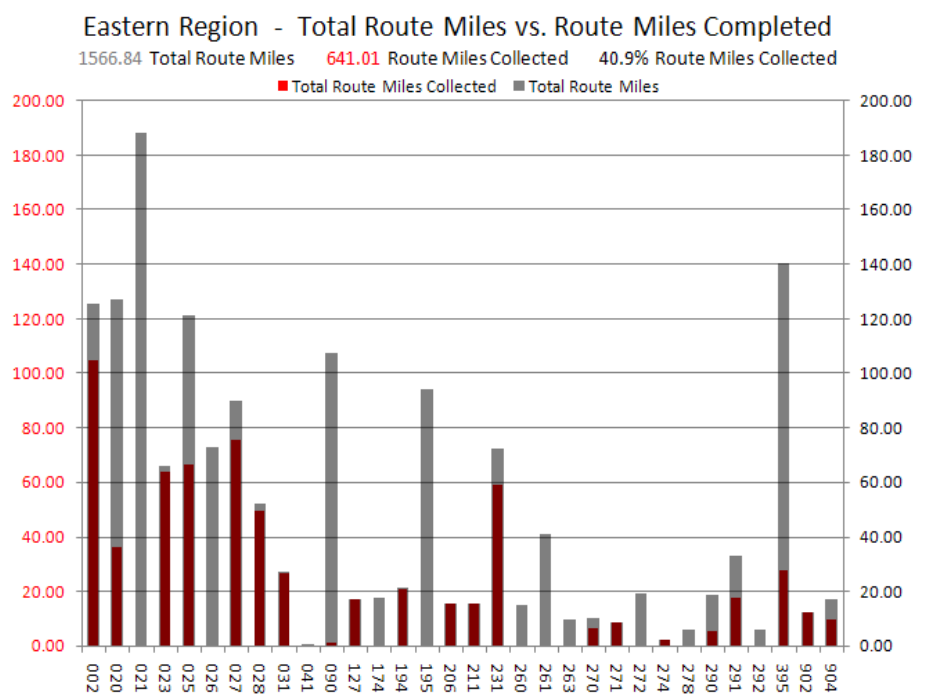 Eastern Region - Total Route Miles vs. Route Miles Completed
1566.84 Total Route Miles 641.01 Route Miles Collected 40.9% Route Miles Collected
Total Route Miles Collected Total Route Miles
200.00 200.00
180.00 180.00
160.00 160.00
140.00 140.00
120.00 120.00
100.00 100.00
80.00 80.00
60.00 60.00
40.00 40.00
20.00 20.00
0.00 0.00
002 020 021 023 025 026 027 028 031 041 090 127 174 194 195 206 211 231 260 261 263 270 271 272 274 278 290 291 292 395 902 904